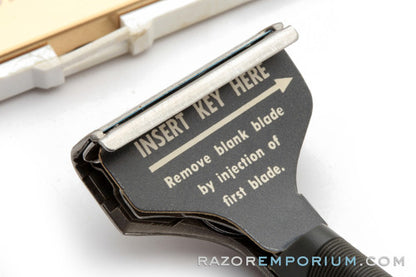 INSERT KEY HERE
Remove blank blade
by injection of
first blade.
RAZOREMPORIUM.COM